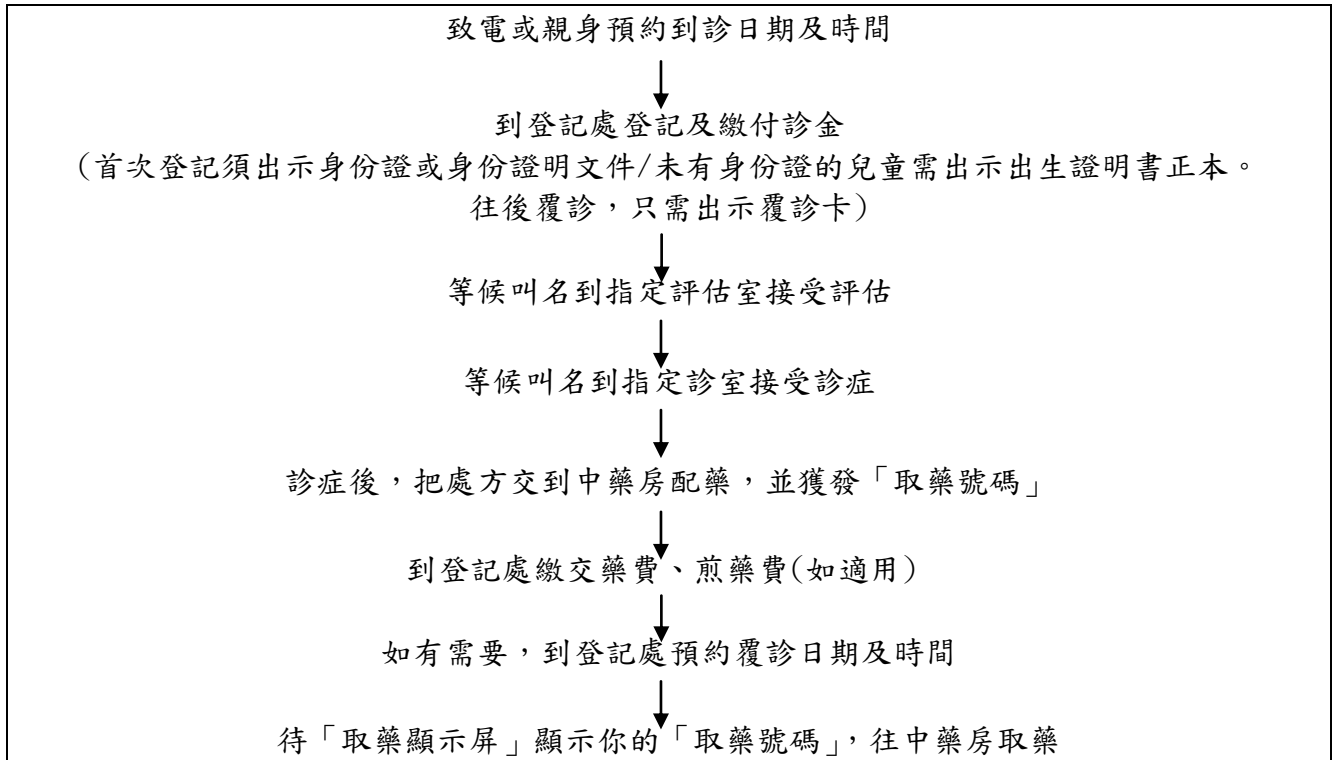 致電或親身預約到診日期及時間
到登記處登記及繳付診金
(首次登記須出示身份證或身份證明文件/未有身份證的兒童需出示出生證明書正本。
往後覆診，只需出示覆診卡)
等候叫名到指定評估室接受評估
等候叫名到指定診室接受診症
診症後，把處方交到中藥房配藥，並獲發「取藥號碼」
到登記處繳交藥費、煎藥費(如適用)
如有需要，到登記處預約覆診日期及時間
待「取藥顯示屏」顯示你的「取藥號碼」，往中藥房取藥